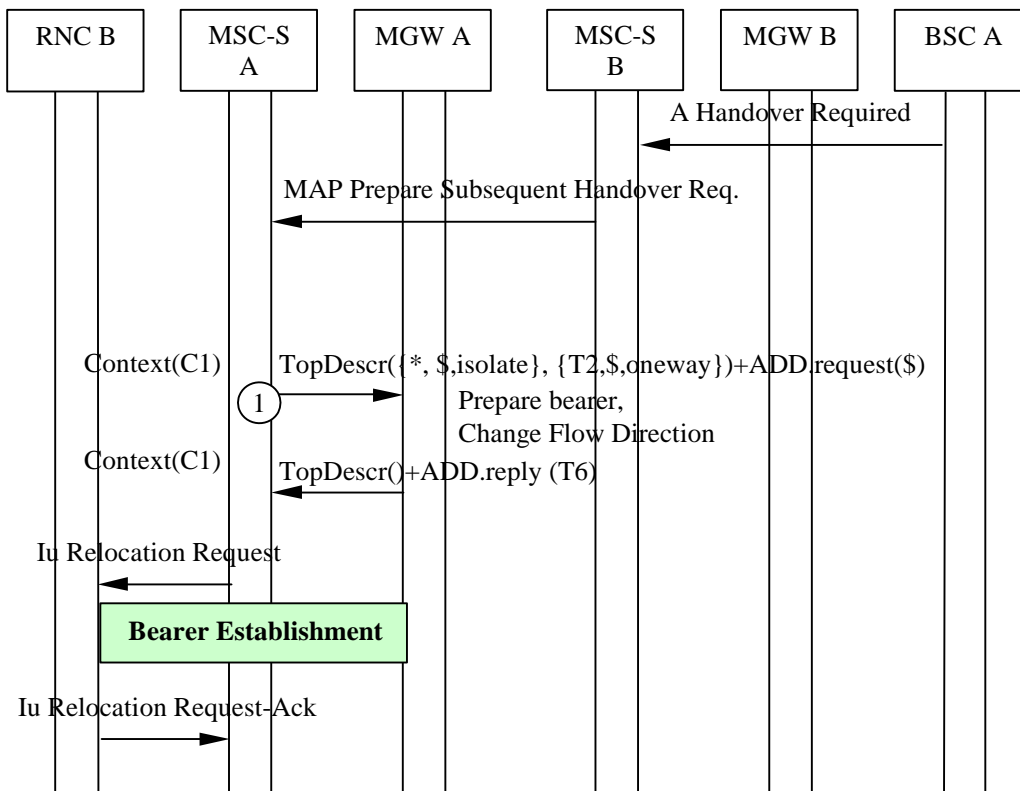 RNC B
MSC-S
A
MGW A
MSC-S
B
MGW B
BSC A
A Handover Required
MAP Prepare Subsequent Handover Req.
Context(C1)
TopDescr({*, $,isolate}, {T2,$,oneway})+ADD.request($)
1
Prepare bearer,
Change Flow Direction
Context(C1)
TopDescr()+ADD.reply (T6)
Iu Relocation Request
Bearer Establishment
Iu Relocation Request-Ack